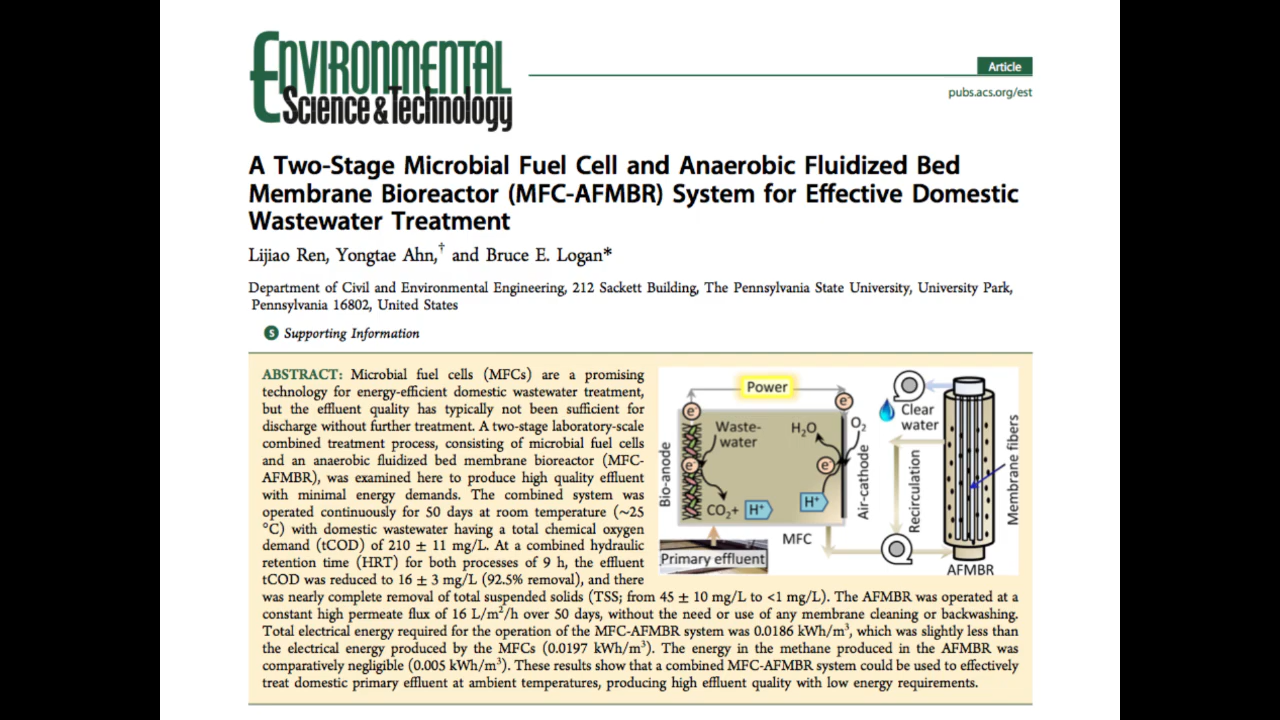 ENVIRONMENTAL
Science & Technology
Article
pubs.acs.org/est
A Two-Stage Microbial Fuel Cell and Anaerobic Fluidized Bed
Membrane Bioreactor (MFC-AFMBR) System for Effective Domestic
Wastewater Treatment
Lijiao Ren, Yongtae Ahn,† and Bruce E. Logan*
Department of Civil and Environmental Engineering, 212 Sackett Building, The Pennsylvania State University, University Park,
Pennsylvania 16802, United States
S Supporting Information
ABSTRACT: Microbial fuel cells (MFCs) are a promising
technology for energy-efficient domestic wastewater treatment,
but the effluent quality has typically not been sufficient for
discharge without further treatment. A two-stage laboratory-scale
combined treatment process, consisting of microbial fuel cells
and an anaerobic fluidized bed membrane bioreactor (MFC-
AFMBR), was examined here to produce high quality effluent
with minimal energy demands. The combined system was
operated continuously for 50 days at room temperature (~25
°C) with domestic wastewater having a total chemical oxygen
demand (tCOD) of 210 ± 11 mg/L. At a combined hydraulic
retention time (HRT) for both processes of 9 h, the effluent
tCOD was reduced to 16 ± 3 mg/L (92.5% removal), and there
was nearly complete removal of total suspended solids (TSS; from 45 ± 10 mg/L to <1 mg/L). The AFMBR was operated at a
constant high permeate flux of 16 L/m²/h over 50 days, without the need or use of any membrane cleaning or backwashing.
Total electrical energy required for the operation of the MFC-AFMBR system was 0.0186 kWh/m³, which was slightly less than
the electrical energy produced by the MFCs (0.0197 kWh/m³). The energy in the methane produced in the AFMBR was
comparatively negligible (0.005 kWh/m³). These results show that a combined MFC-AFMBR system could be used to effectively
treat domestic primary effluent at ambient temperatures, producing high effluent quality with low energy requirements.
Power
e⁻
e⁻
Waste-
water
H₂O
O₂
e⁻
e⁻
CO₂+
H⁺
H⁺
Bio-anode
Air-cathode
MFC
Primary effluent
Clear
water
Recirculation
Membrane fibers
AFMBR